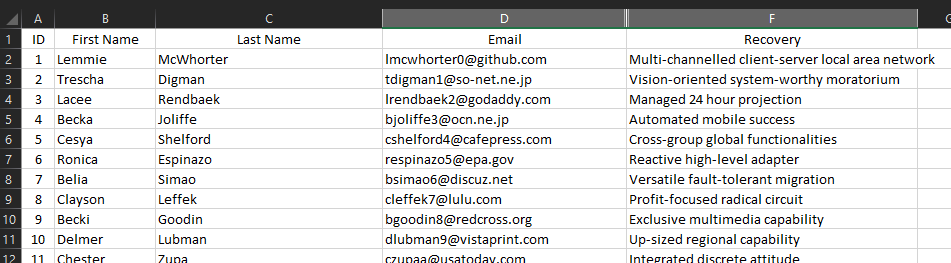 A B C D F G
1 ID First Name Last Name Email Recovery
2 1 Lemmie McWhorter lmcwhorter0@github.com Multi-channelled client-server local area network
3 2 Trescha Digman tdigman1@so-net.ne.jp Vision-oriented system-worthy moratorium
4 3 Lacee Rendbaek lrendbaek2@godaddy.com Managed 24 hour projection
5 4 Becka Joliffe bjoliffe3@ocn.ne.jp Automated mobile success
6 5 Cesya Shelford cshelford4@cafepress.com Cross-group global functionalities
7 6 Ronica Espinazo respinazo5@epa.gov Reactive high-level adapter
8 7 Belia Simao bsimao6@discuz.net Versatile fault-tolerant migration
9 8 Clayson Leffek cleffek7@lulu.com Profit-focused radical circuit
10 9 Becki Goodin bgoodin8@redcross.org Exclusive multimedia capability
11 10 Delmer Lubman dlubman9@vistaprint.com Up-sized regional capability
12 11 Chester Zupa czupaa@usatoday.com Integrated discrete attitude